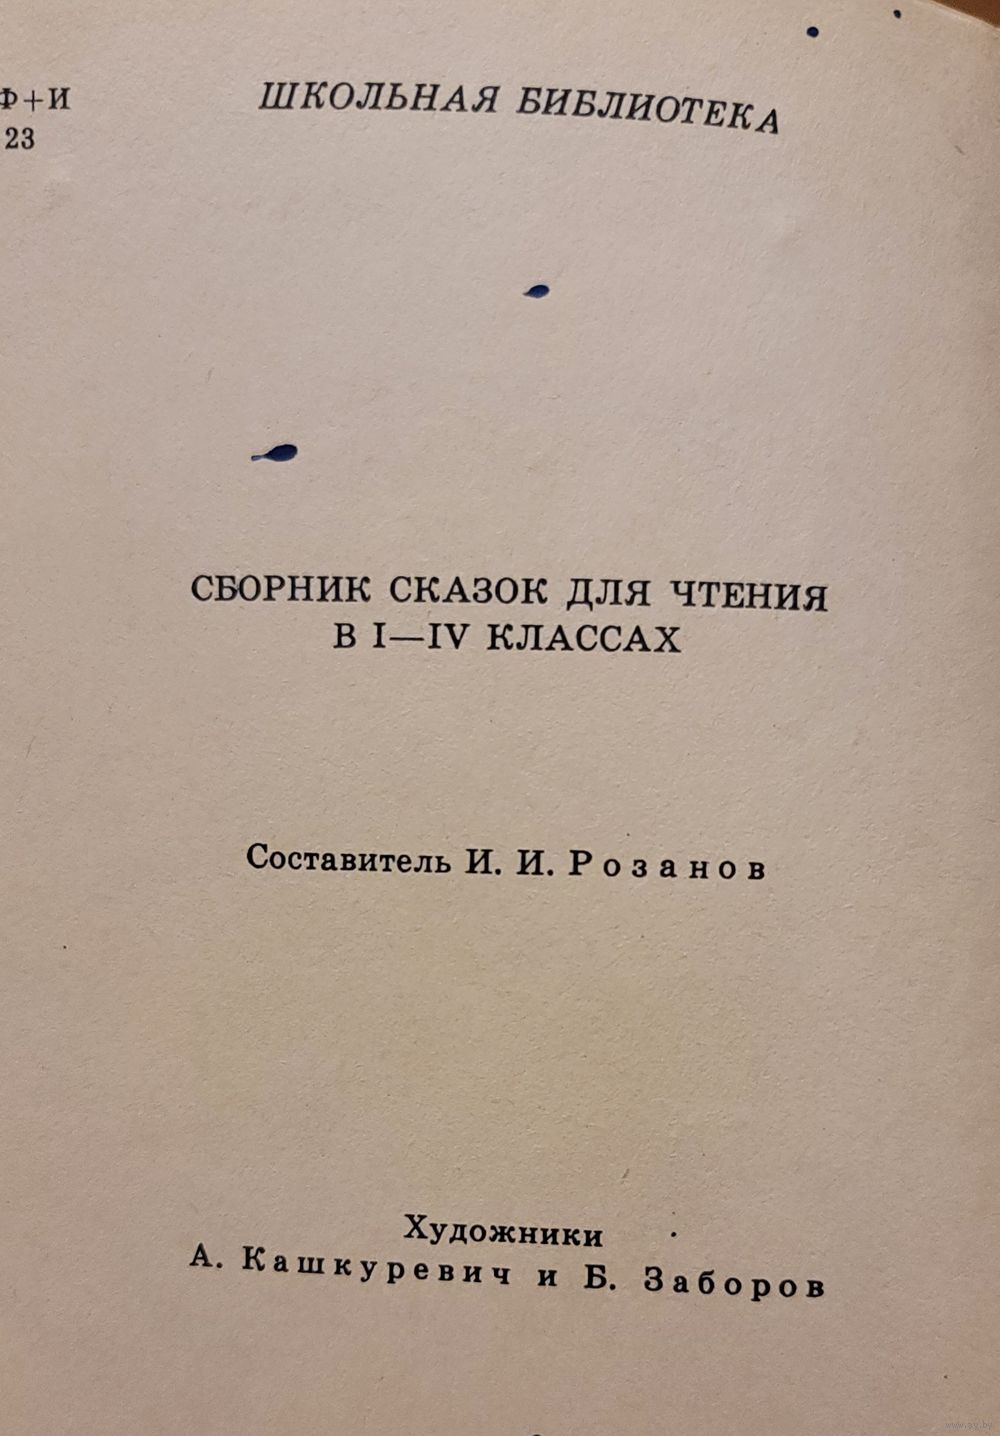 Ф+И
23
ШКОЛЬНАЯ БИБЛИОТЕКА
СБОРНИК СКАЗОК ДЛЯ ЧТЕНИЯ
В I—IV КЛАССАХ
Составитель И. И. Розанов
Художники
А. Кашкуревич и Б. Заборов